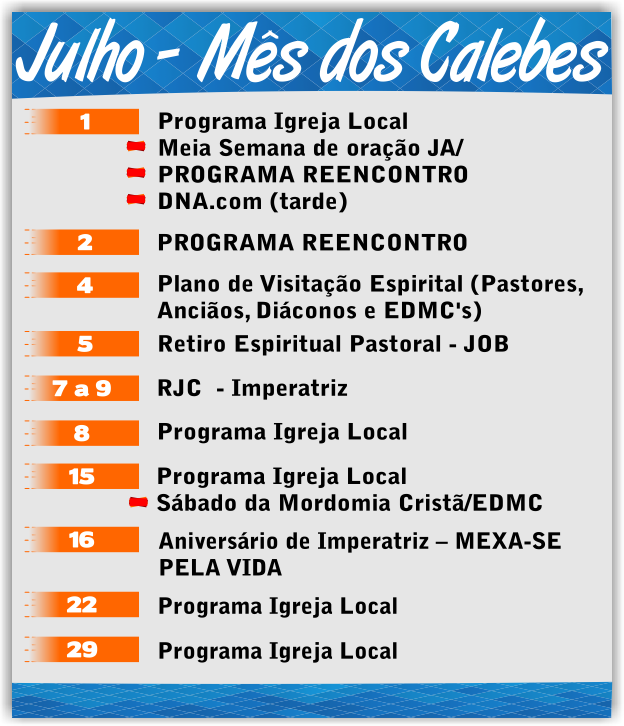 Julho - Mês dos Calebes
1 Programa Igreja Local
Meia Semana de oração JA/
PROGRAMA REENCONTRO
DNA.com (tarde)
2 PROGRAMA REENCONTRO
4 Plano de Visitação Espirital (Pastores,
Anciãos, Diáconos e EDMC's)
5 Retiro Espiritual Pastoral - JOB
7 a 9 RJC - Imperatriz
8 Programa Igreja Local
15 Programa Igreja Local
Sábado da Mordomia Cristã/EDMC
16 Aniversário de Imperatriz – MEXA-SE
PELA VIDA
22 Programa Igreja Local
29 Programa Igreja Local